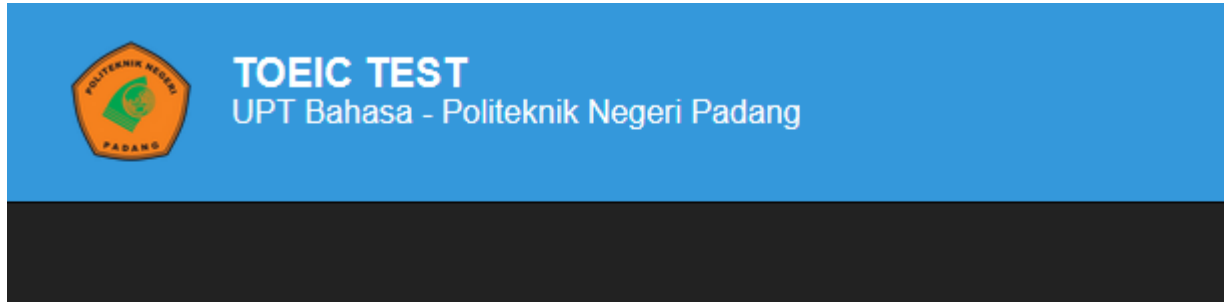 POLITEKNIK NEGERI
PADANG
TOEIC TEST
UPT Bahasa - Politeknik Negeri Padang